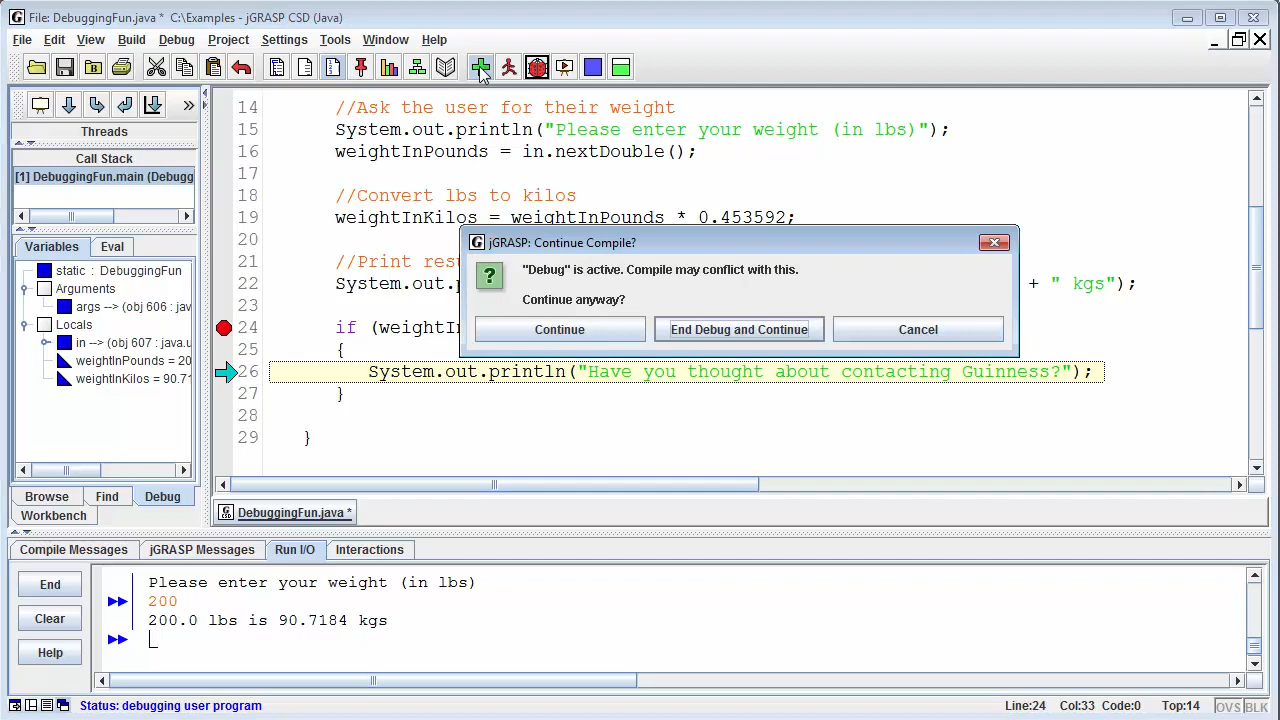 File: DebuggingFun.java * C:\Examples - jGRASP CSD (Java)
File Edit View Build Debug Project Settings Tools Window Help
Threads
Call Stack
[1] DebuggingFun.main (Debugg
Variables Eval
static : DebuggingFun
Arguments
args --> (obj 606 : jav
Locals
in --> (obj 607 : java.u
weightInPounds = 20
weightInKilos = 90.71
Browse Find Debug
Workbench
14 //Ask the user for their weight
15 System.out.println("Please enter your weight (in lbs)");
16 weightInPounds = in.nextDouble();
17
18 //Convert lbs to kilos
19 weightInKilos = weightInPounds * 0.453592;
20
21 //Print res
22 System.out.p + " kgs");
23
24 if (weightIn
25 {
26 System.out.println("Have you thought about contacting Guinness?");
27 }
28
29 }
jGRASP: Continue Compile?
"Debug" is active. Compile may conflict with this.
Continue anyway?
Continue End Debug and Continue Cancel
DebuggingFun.java *
Compile Messages jGRASP Messages Run I/O Interactions
End
Clear
Help
Please enter your weight (in lbs)
200
200.0 lbs is 90.7184 kgs
Status: debugging user program
Line:24 Col:33 Code:0 Top:14 OVS BLK